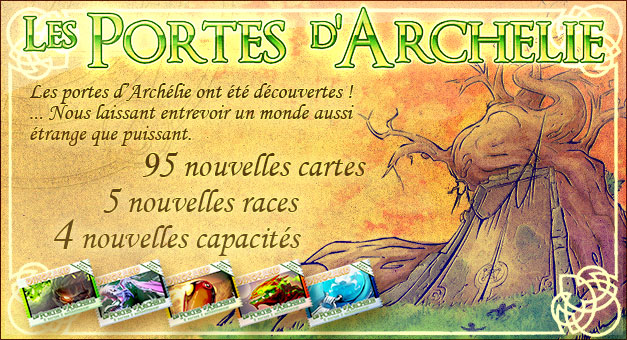 Les Portes d'Archelie
Les portes d'Archélie ont été découvertes !
... Nous laissant entrevoir un monde aussi
étrange que puissant.
95 nouvelles cartes
5 nouvelles races
4 nouvelles capacités